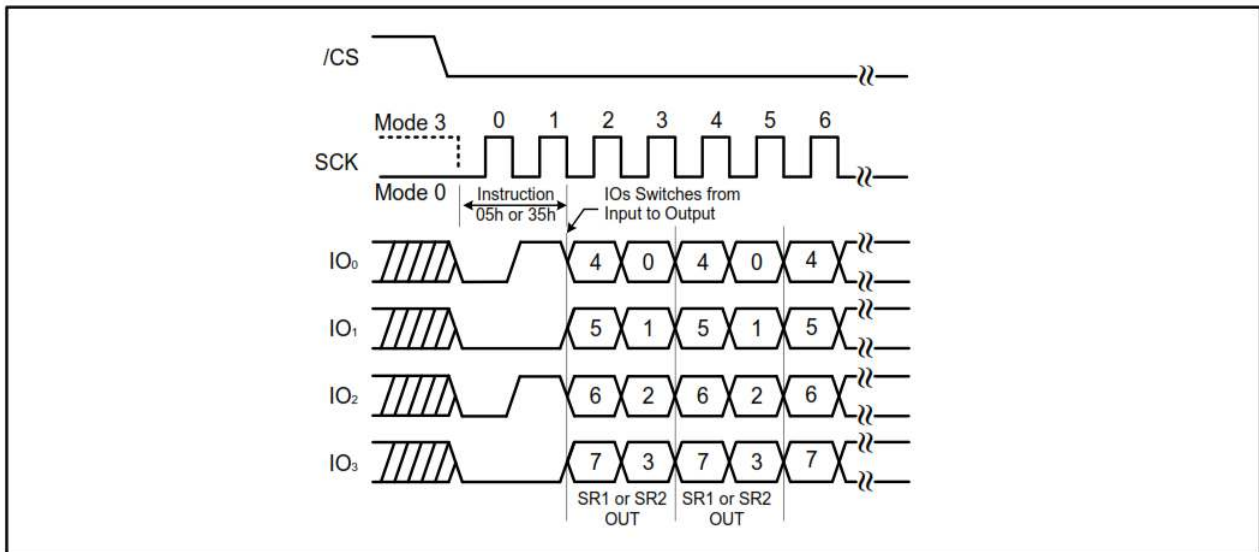 /CS
Mode 3 0 1 2 3 4 5 6
SCK
Mode 0
Instruction
05h or 35h
IOs Switches from
Input to Output
IO₀ 4 0 4 0 4
IO₁ 5 1 5 1 5
IO₂ 6 2 6 2 6
IO₃ 7 3 7 3 7
SR1 or SR2
OUT
SR1 or SR2
OUT